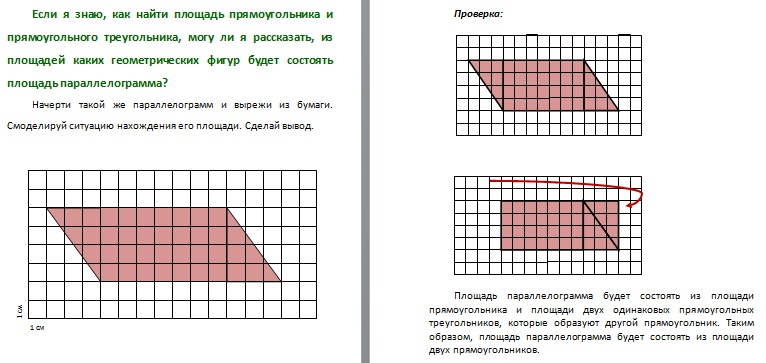 Если я знаю, как найти площадь прямоугольника и
прямоугольного треугольника, могу ли я рассказать, из
площадей каких геометрических фигур будет состоять
площадь параллелограмма?
Начерти такой же параллелограмм и вырежи из бумаги.
Смоделируй ситуацию нахождения его площади. Сделай вывод.
1 см
1 см
Проверка:
Площадь параллелограмма будет состоять из площади
прямоугольника и площади двух одинаковых прямоугольных
треугольников, которые образуют другой прямоугольник. Таким
образом, площадь параллелограмма будет состоять из площади
двух прямоугольников.